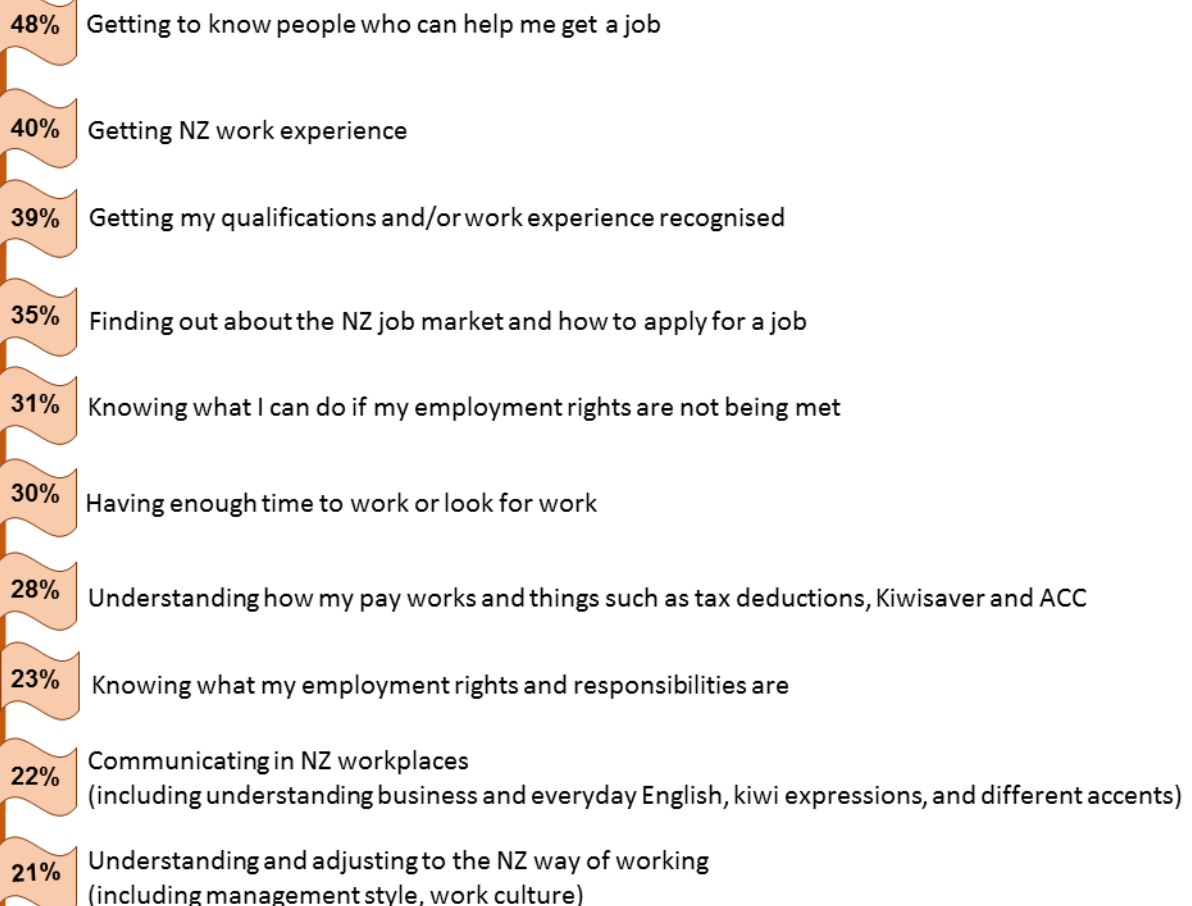 48% Getting to know people who can help me get a job
40% Getting NZ work experience
39% Getting my qualifications and/or work experience recognised
35% Finding out about the NZ job market and how to apply for a job
31% Knowing what I can do if my employment rights are not being met
30% Having enough time to work or look for work
28% Understanding how my pay works and things such as tax deductions, Kiwisaver and ACC
23% Knowing what my employment rights and responsibilities are
22% Communicating in NZ workplaces
(including understanding business and everyday English, kiwi expressions, and different accents)
21% Understanding and adjusting to the NZ way of working
(including management style, work culture)